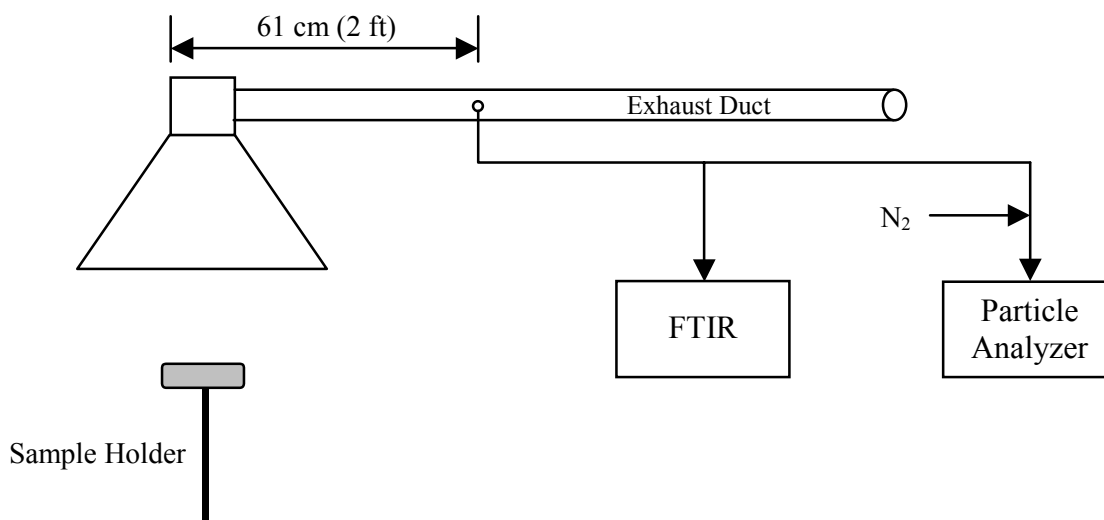 61 cm (2 ft)
Exhaust Duct
N₂
FTIR
Particle
Analyzer
Sample Holder